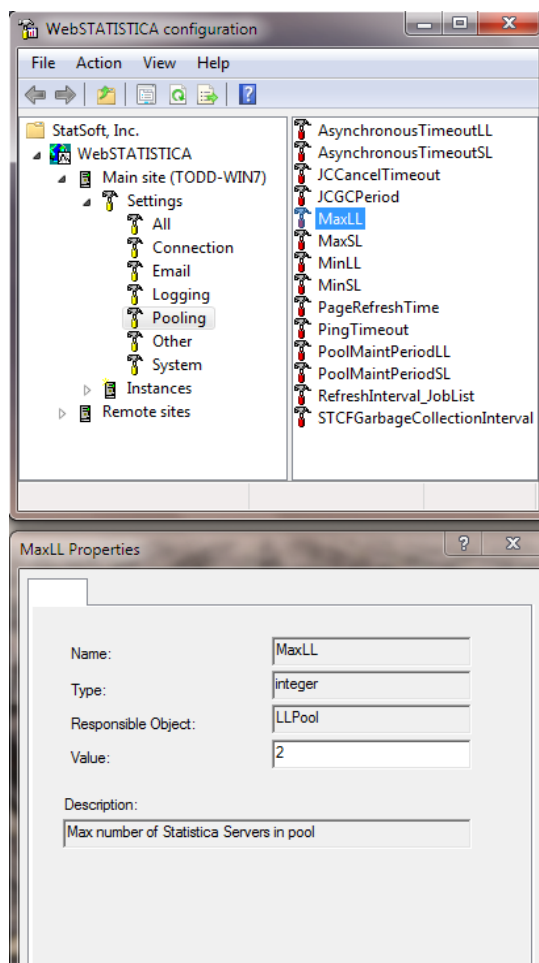 WebSTATISTICA configuration
File Action View Help
StatSoft, Inc.
WebSTATISTICA
Main site (TODD-WIN7)
Settings
All
Connection
Email
Logging
Pooling
Other
System
Instances
Remote sites
AsynchronousTimeoutLL
AsynchronousTimeoutSL
JCCancelTimeout
JCGCPeriod
MaxLL
MaxSL
MinLL
MinSL
PageRefreshTime
PingTimeout
PoolMaintPeriodLL
PoolMaintPeriodSL
RefreshInterval_JobList
STCFGarbageCollectionInterval
MaxLL Properties
Name: MaxLL
Type: integer
Responsible Object: LLPool
Value: 2
Description:
Max number of Statistica Servers in pool